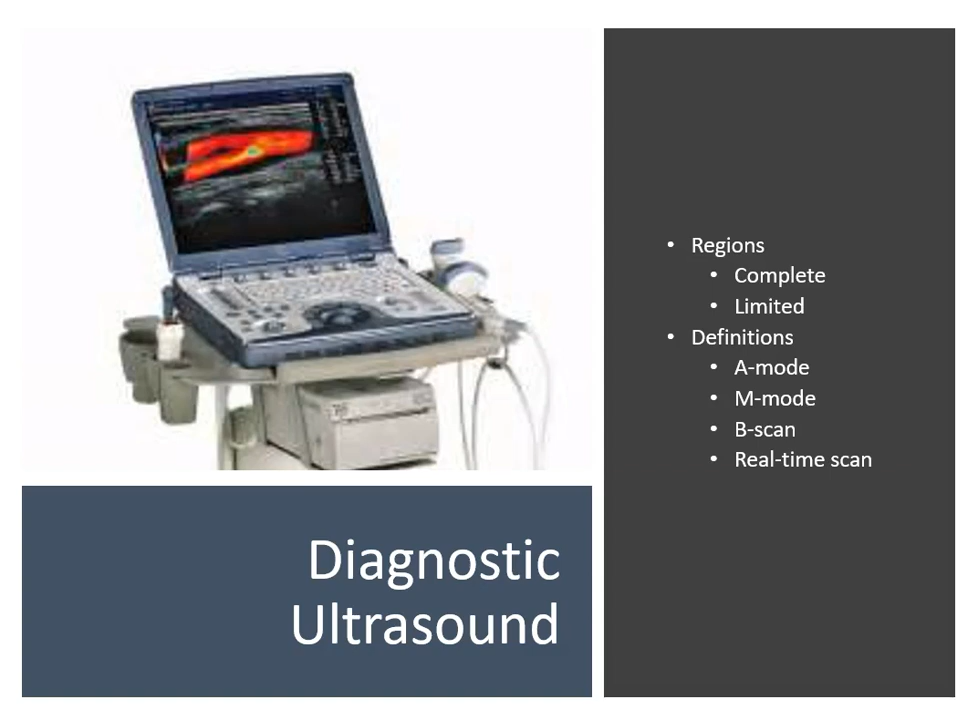 Diagnostic
Ultrasound
• Regions
• Complete
• Limited
• Definitions
• A-mode
• M-mode
• B-scan
• Real-time scan